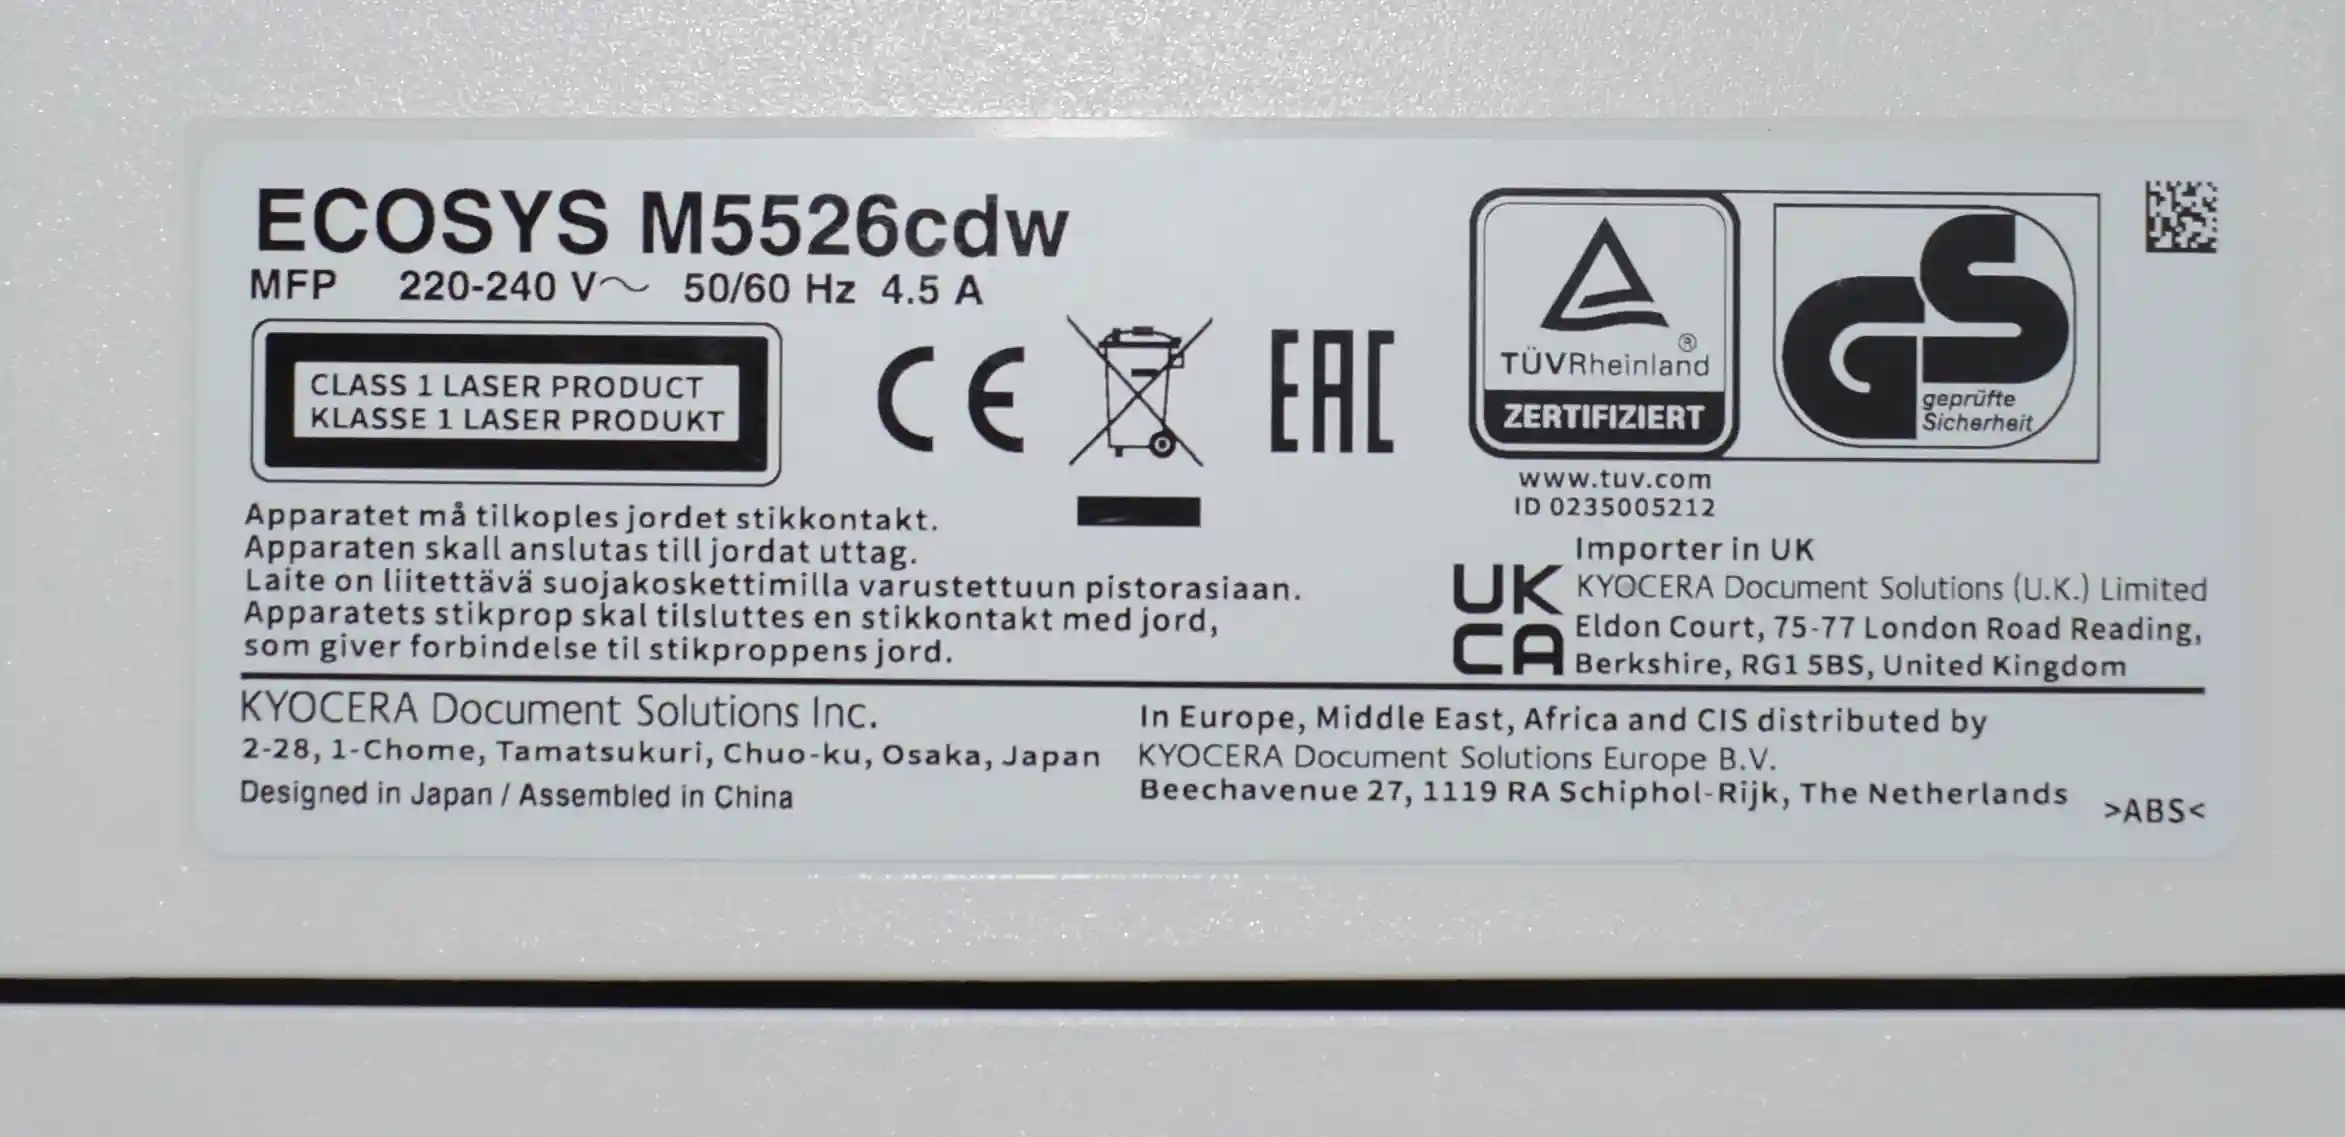 ECOSYS M5526cdw
MFP 220-240 V～ 50/60 Hz 4.5 A
CLASS 1 LASER PRODUCT
KLASSE 1 LASER PRODUKT
CE
EAC
TÜVRheinland®
ZERTIFIZIERT
GS
geprüfte
Sicherheit
www.tuv.com
ID 0235005212
Apparatet må tilkoples jordet stikkontakt.
Apparaten skall anslutas till jordat uttag.
Laite on liitettävä suojakoskettimilla varustettuun pistorasiaan.
Apparatets stikprop skal tilsluttes en stikkontakt med jord,
som giver forbindelse til stikproppens jord.
UK
CA
Importer in UK
KYOCERA Document Solutions (U.K.) Limited
Eldon Court, 75-77 London Road Reading,
Berkshire, RG1 5BS, United Kingdom
KYOCERA Document Solutions Inc.
2-28, 1-Chome, Tamatsukuri, Chuo-ku, Osaka, Japan
Designed in Japan / Assembled in China
In Europe, Middle East, Africa and CIS distributed by
KYOCERA Document Solutions Europe B.V.
Beechavenue 27, 1119 RA Schiphol-Rijk, The Netherlands
>ABS<